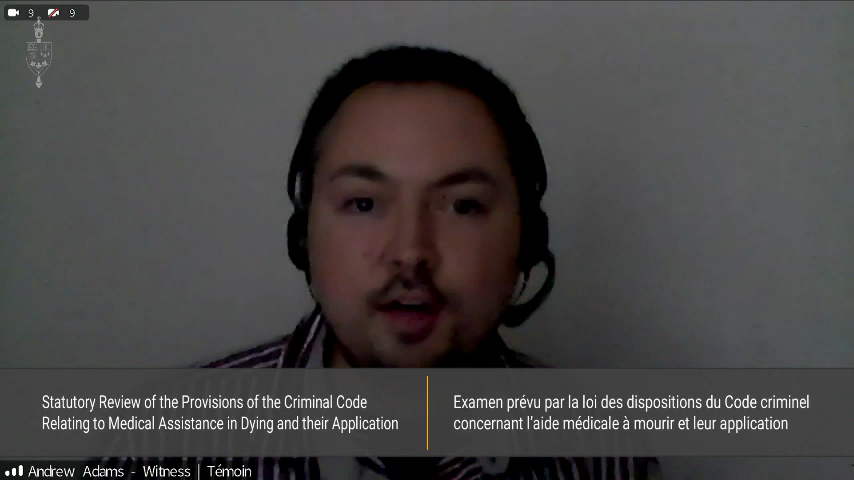 9 9
Statutory Review of the Provisions of the Criminal Code
Relating to Medical Assistance in Dying and their Application
Examen prévu par la loi des dispositions du Code criminel
concernant l'aide médicale à mourir et leur application
Andrew Adams - Witness | Témoin